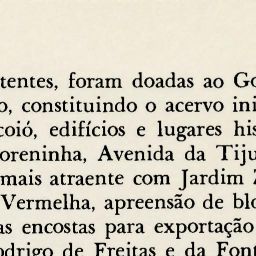 tentes, foram doadas ao Go
o, constituindo o acervo ini
coió, edifícios e lugares his
oreninha, Avenida da Tiju
mais atraente com Jardim Z
Vermelha, apreensão de blo
as encostas para exportação
odrigo de Freitas e da Font